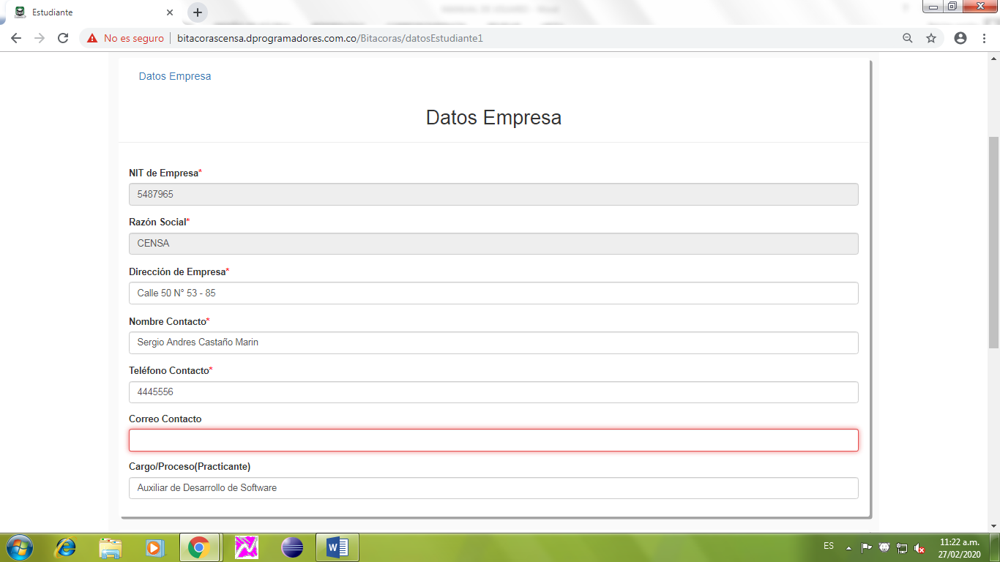 Estudiante
No es seguro bitacorascensa.dprogramadores.com.co/Bitacoras/datosEstudiante1
Datos Empresa
Datos Empresa
NIT de Empresa*
5487965
Razón Social*
CENSA
Dirección de Empresa*
Calle 50 N° 53 - 85
Nombre Contacto*
Sergio Andres Castaño Marin
Teléfono Contacto*
4445556
Correo Contacto
Cargo/Proceso(Practicante)
Auxiliar de Desarrollo de Software
ES
11:22 a.m.
27/02/2020